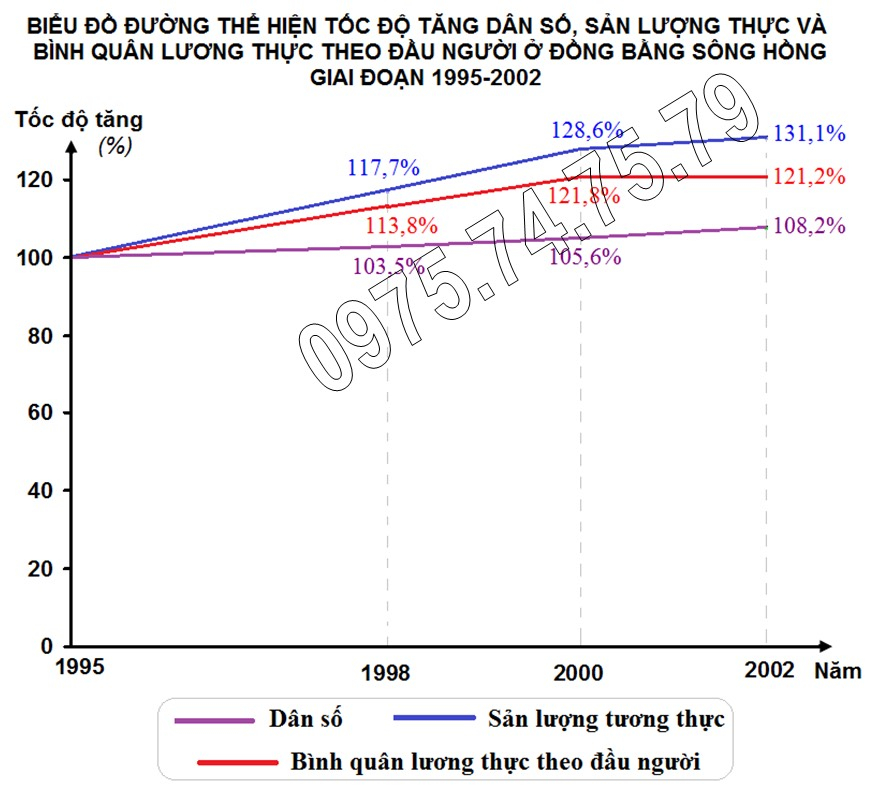 BIỂU ĐỒ ĐƯỜNG THỂ HIỆN TỐC ĐỘ TĂNG DÂN SỐ, SẢN LƯỢNG THỰC VÀ
BÌNH QUÂN LƯƠNG THỰC THEO ĐẦU NGƯỜI Ở ĐỒNG BẰNG SÔNG HỒNG
GIAI ĐOẠN 1995-2002
Tốc độ tăng
(%)
128,6%
131,1%
117,7%
120
121,8%
121,2%
113,8%
108,2%
100
103,5%
105,6%
0975.74.75.79
80
60
40
20
0
1995
1998
2000
2002
Năm
Dân số
Sản lượng tương thực
Bình quân lương thực theo đầu người